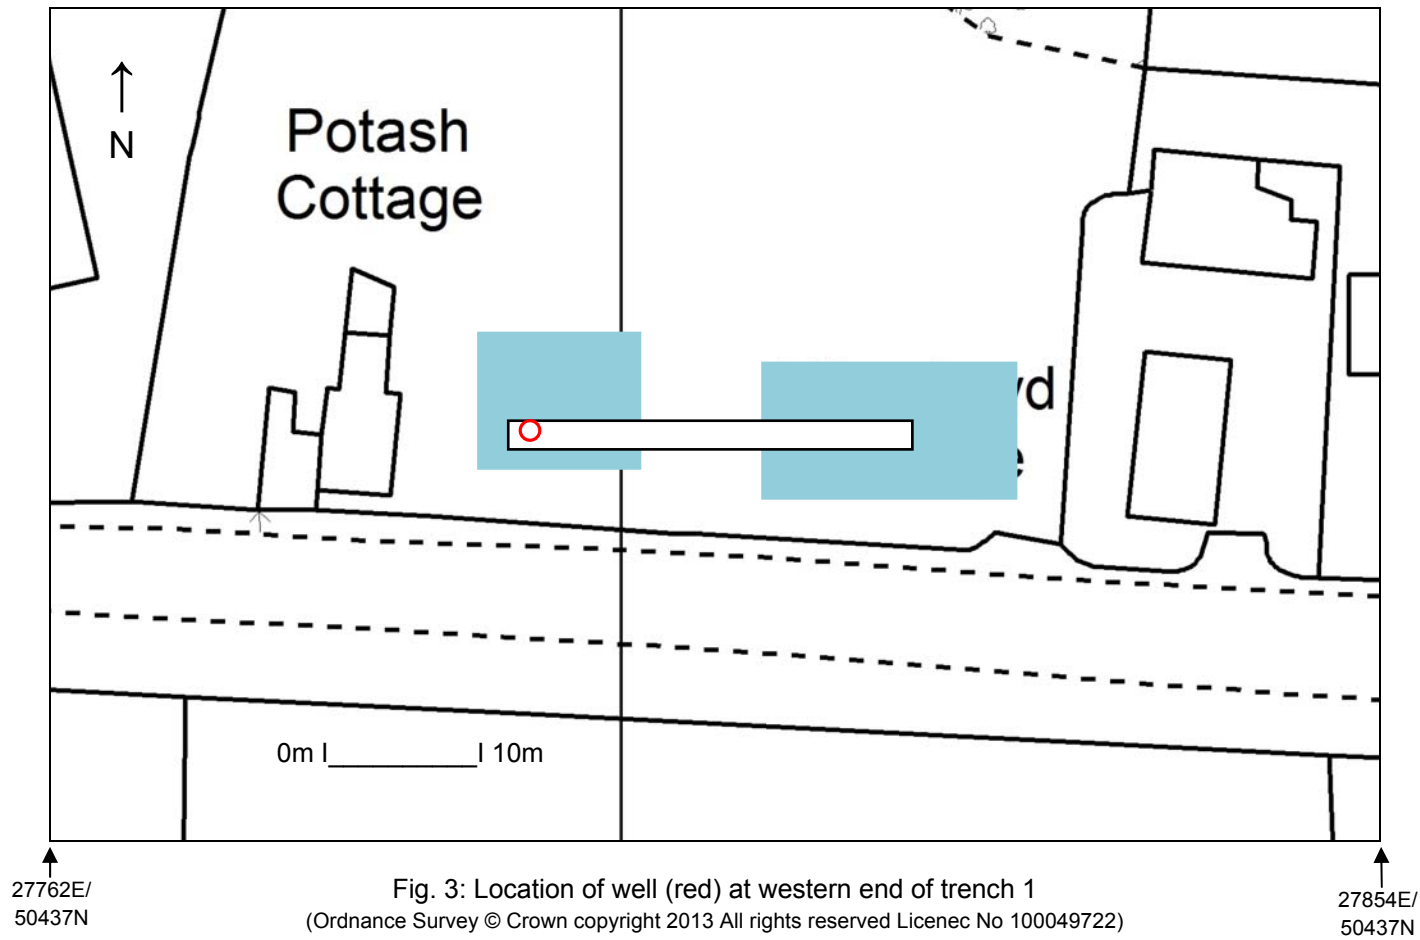 N
Potash
Cottage
yd
e
0m I__________I 10m
27762E/
50437N
Fig. 3: Location of well (red) at western end of trench 1
(Ordnance Survey © Crown copyright 2013 All rights reserved Licenec No 100049722)
27854E/
50437N